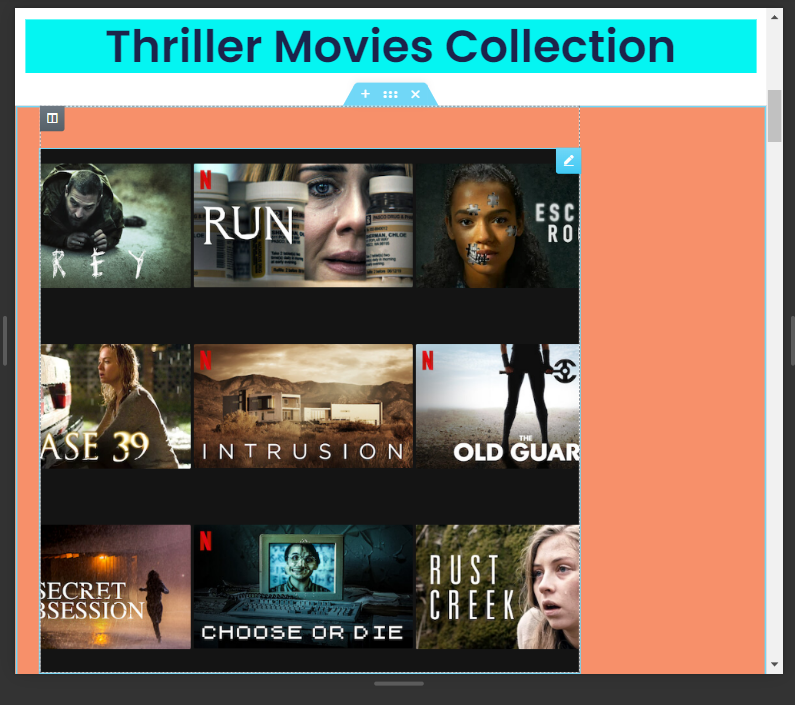 Thriller Movies Collection
REY
N
RUN
ESC
RO
ASE 39
N
INTRUSION
N
THE
OLD GUAR
SECRET
BSESSION
N
CHOOSE OR DIE
RUST
CREEK